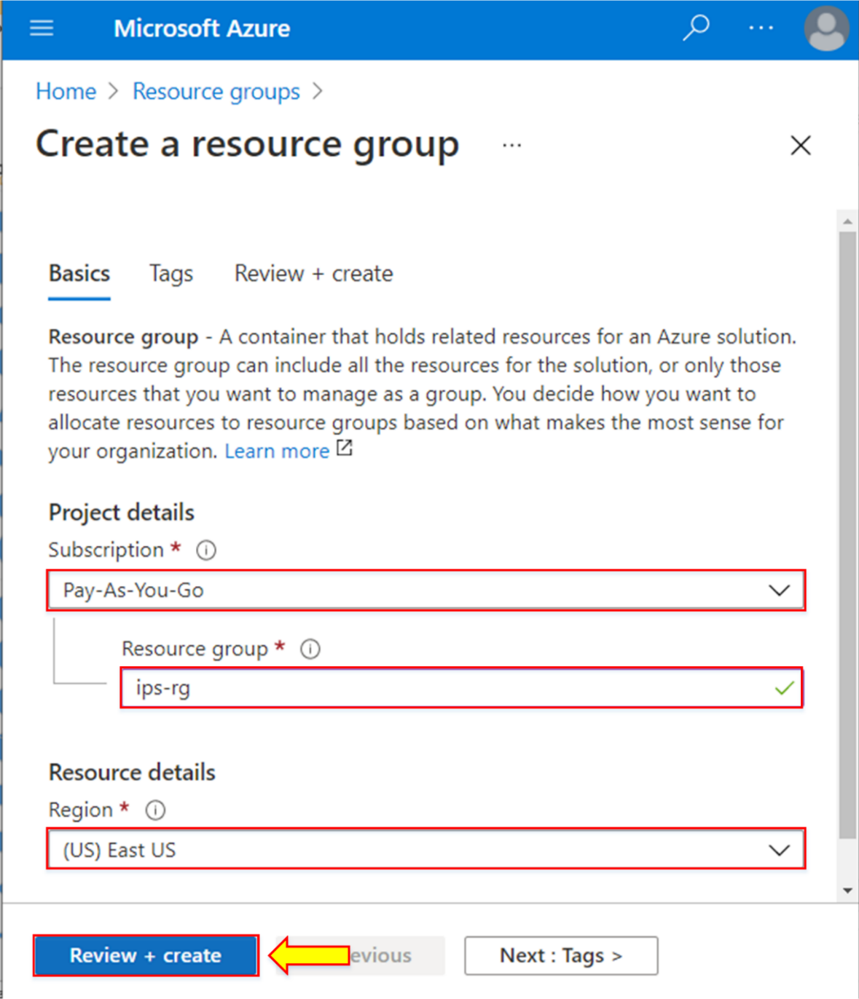 Microsoft Azure
Home > Resource groups >
Create a resource group ...
Basics Tags Review + create
Resource group - A container that holds related resources for an Azure solution.
The resource group can include all the resources for the solution, or only those
resources that you want to manage as a group. You decide how you want to
allocate resources to resource groups based on what makes the most sense for
your organization. Learn more
Project details
Subscription *
Pay-As-You-Go
Resource group *
ips-rg
Resource details
Region *
(US) East US
Review + create evious Next : Tags >